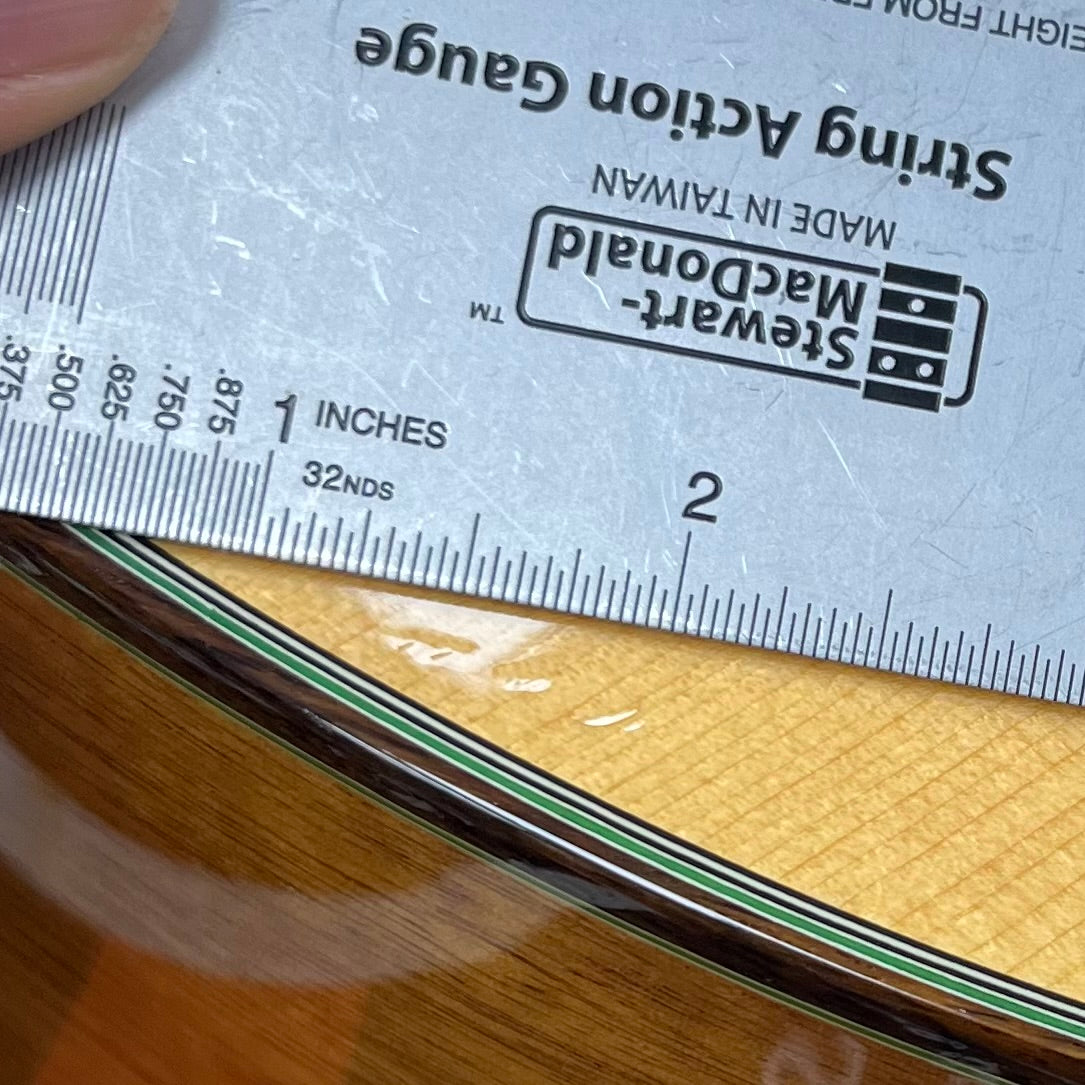 EIGHT FROM
String Action Gauge
MADE IN TAIWAN
Stewart-
MacDonald
TM
.375 .500 .625 .750 .875 1 INCHES
32NDS
2